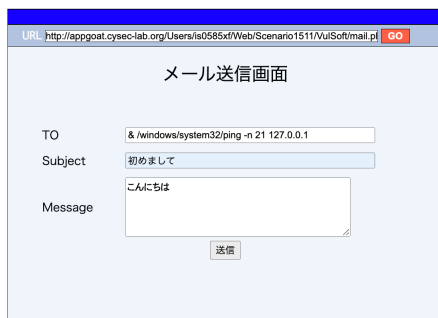 URL http://appgoat.cysec-lab.org/Users/is0585xf/Web/Scenario1511/VulSoft/mail.pl GO
メール送信画面
TO & /windows/system32/ping -n 21 127.0.0.1
Subject 初めまして
Message こんにちは
送信